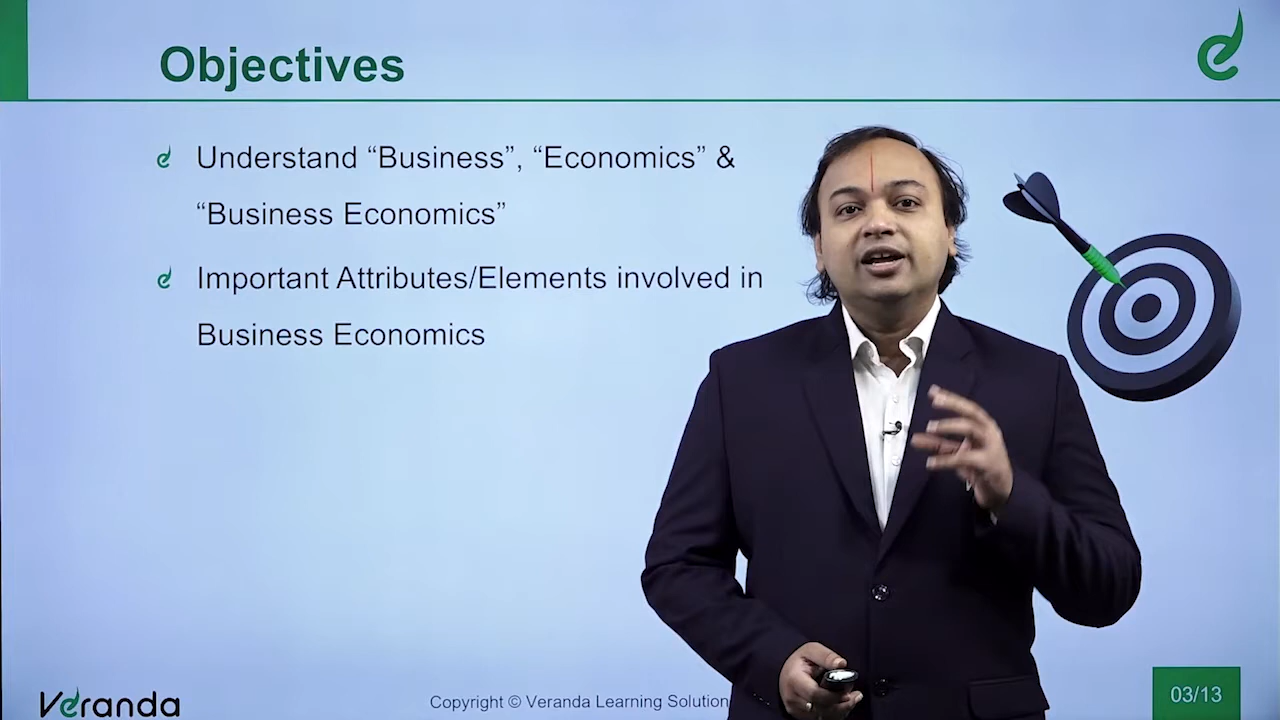 Objectives
Understand “Business”, “Economics” &
“Business Economics”
Important Attributes/Elements involved in
Business Economics
Veranda
Copyright © Veranda Learning Solution
03/13